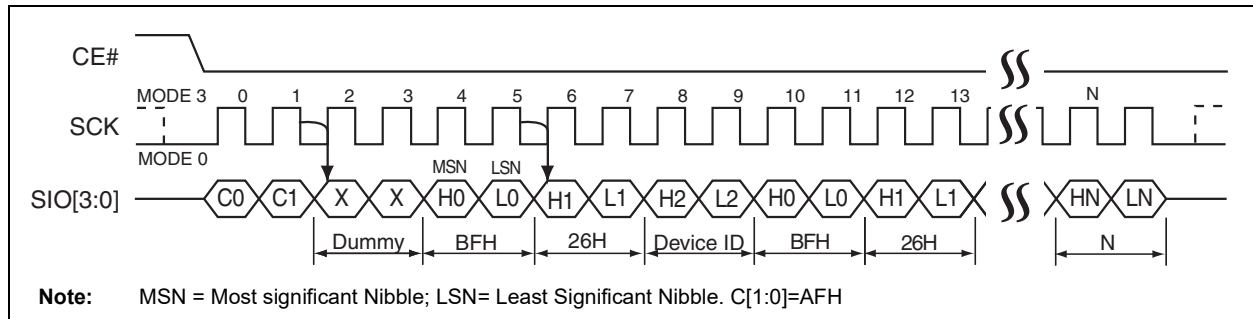 CE#
MODE 3 0 1 2 3 4 5 6 7 8 9 10 11 12 13 N
SCK
MODE 0
MSN LSN
SIO[3:0] C0 C1 X X H0 L0 H1 L1 H2 L2 H0 L0 H1 L1 HN LN
Dummy BFH 26H Device ID BFH 26H N
Note: MSN = Most significant Nibble; LSN= Least Significant Nibble. C[1:0]=AFH